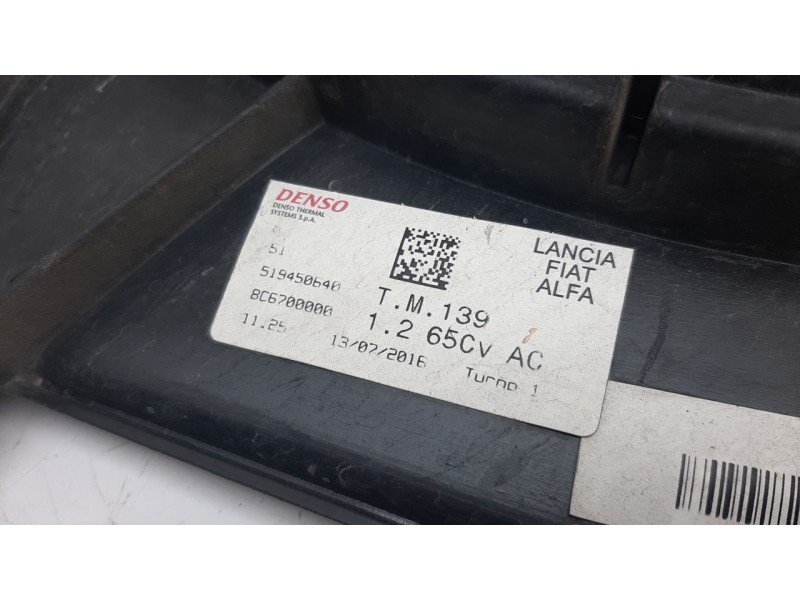 DENSO
DENSO THERMAL
SYSTEMS S.p.A.
LANCIA
FIAT
ALFA
51
519450640
8C6700000
11.25
T.M.139
1.2 65Cv AC
13/07/2016
Turno 1